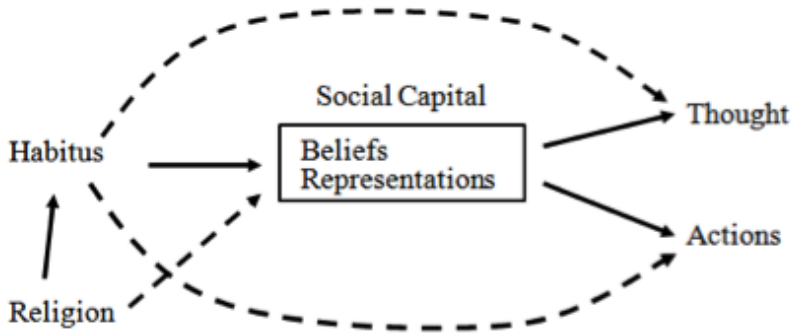 Social Capital
Thought
Habitus
Beliefs
Representations
Actions
Religion